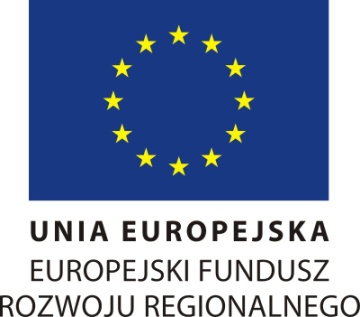 UNIA EUROPEJSKA
EUROPEJSKI FUNDUSZ
ROZWOJU REGIONALNEGO